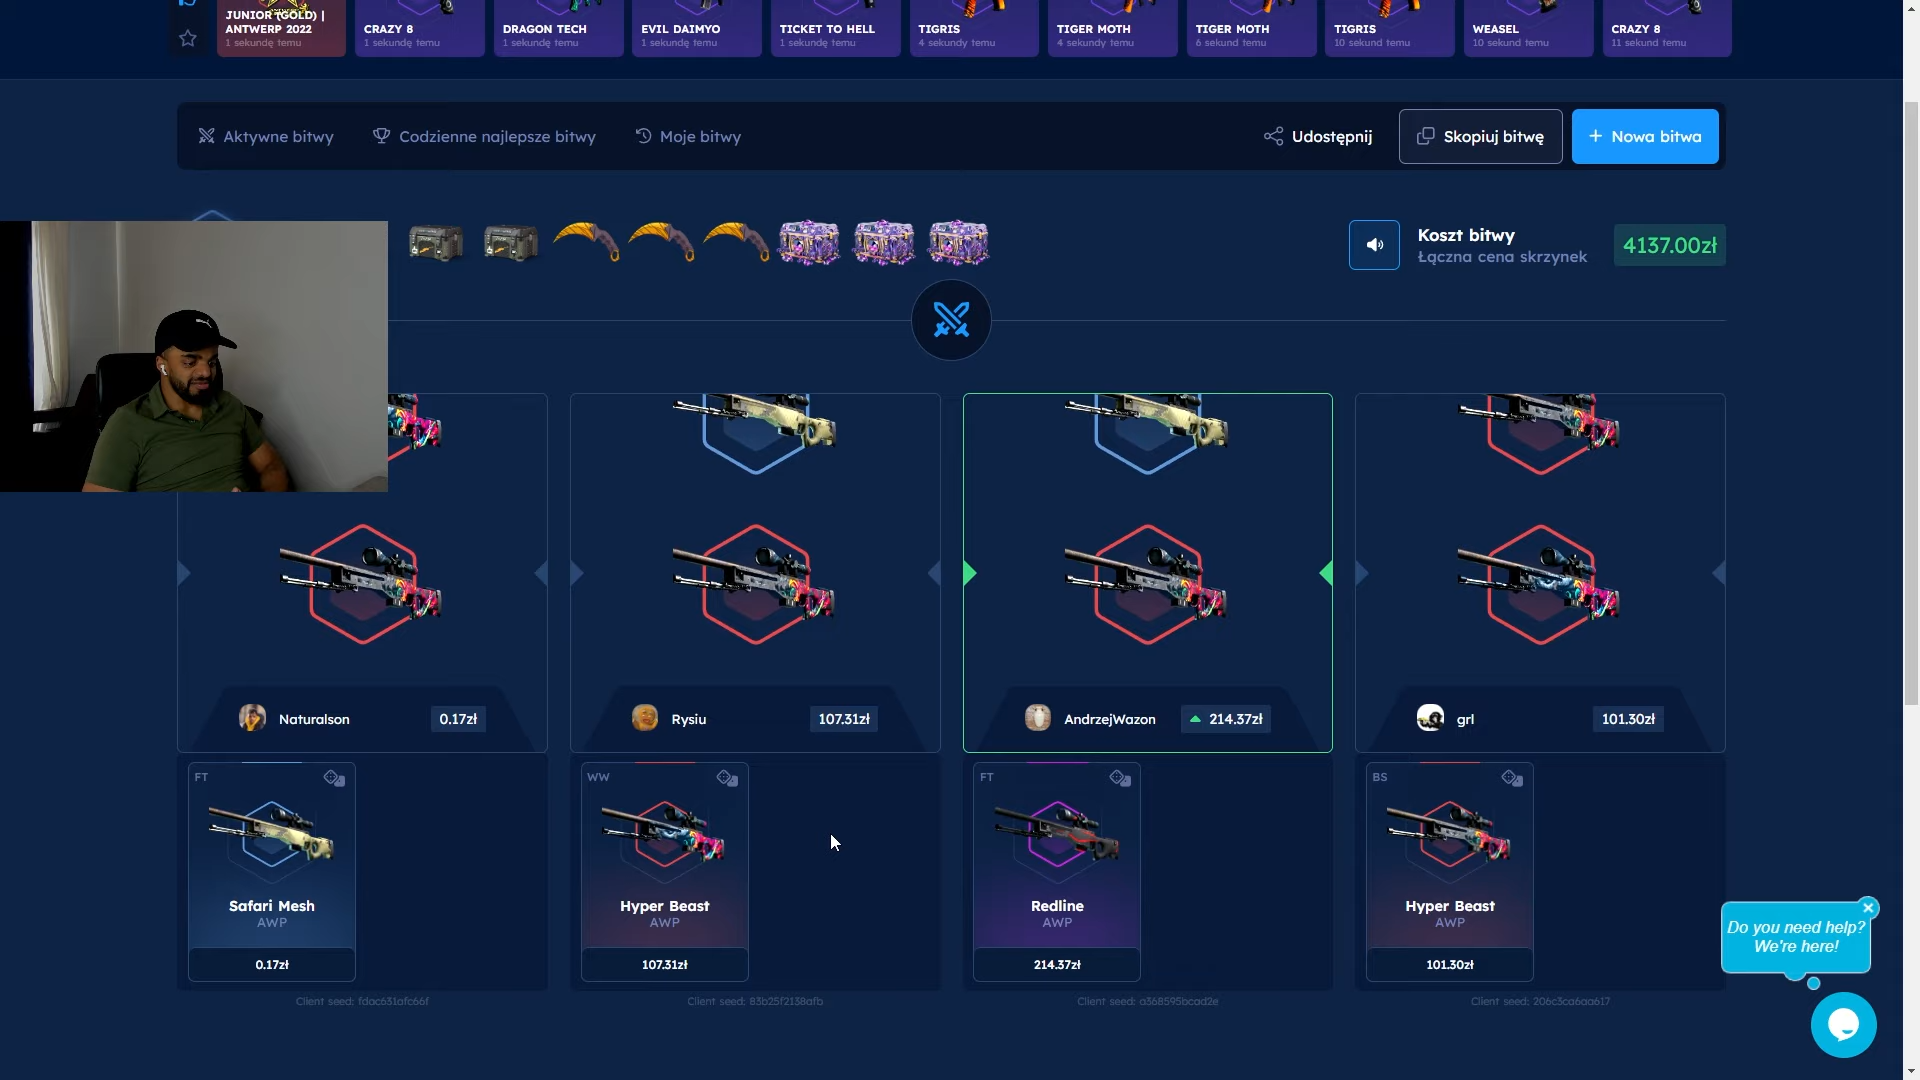 JUNIOR (GOLD) |
ANTWERP 2022
1 sekundę temu
CRAZY 8
1 sekundę temu
DRAGON TECH
1 sekundę temu
EVIL DAIMYO
1 sekundę temu
TICKET TO HELL
1 sekundę temu
TIGRIS
4 sekundy temu
TIGER MOTH
4 sekundy temu
TIGER MOTH
6 sekund temu
TIGRIS
10 sekund temu
WEASEL
10 sekund temu
CRAZY 8
11 sekund temu
Aktywne bitwy
Codzienne najlepsze bitwy
Moje bitwy
Udostępnij
Skopiuj bitwę
+ Nowa bitwa
Koszt bitwy
Łączna cena skrzynek
4137.00zł
Naturalson
0.17zł
Rysiu
107.31zł
AndrzejWazon
214.37zł
grl
101.30zł
FT
Safari Mesh
AWP
0.17zł
WW
Hyper Beast
AWP
107.31zł
FT
Redline
AWP
214.37zł
BS
Hyper Beast
AWP
101.30zł
Client seed: fdac631afc66f
Client seed: 83b25f2138afb
Client seed: a368595bcad2e
Client seed: 206c3ca6aa617
Do you need help?
We're here!